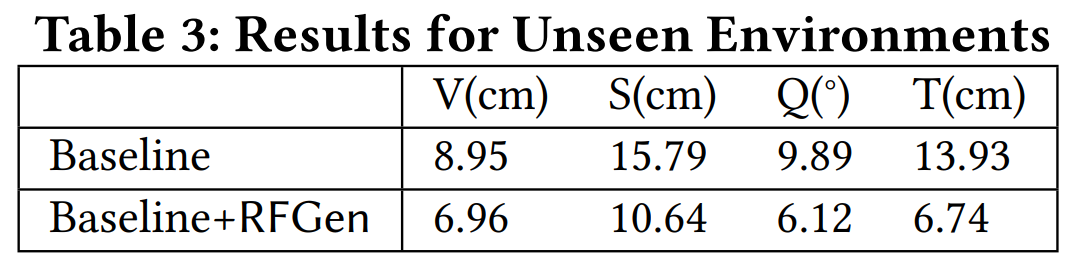 Table 3: Results for Unseen Environments
V(cm) S(cm) Q(°) T(cm)
Baseline 8.95 15.79 9.89 13.93
Baseline+RFGen 6.96 10.64 6.12 6.74